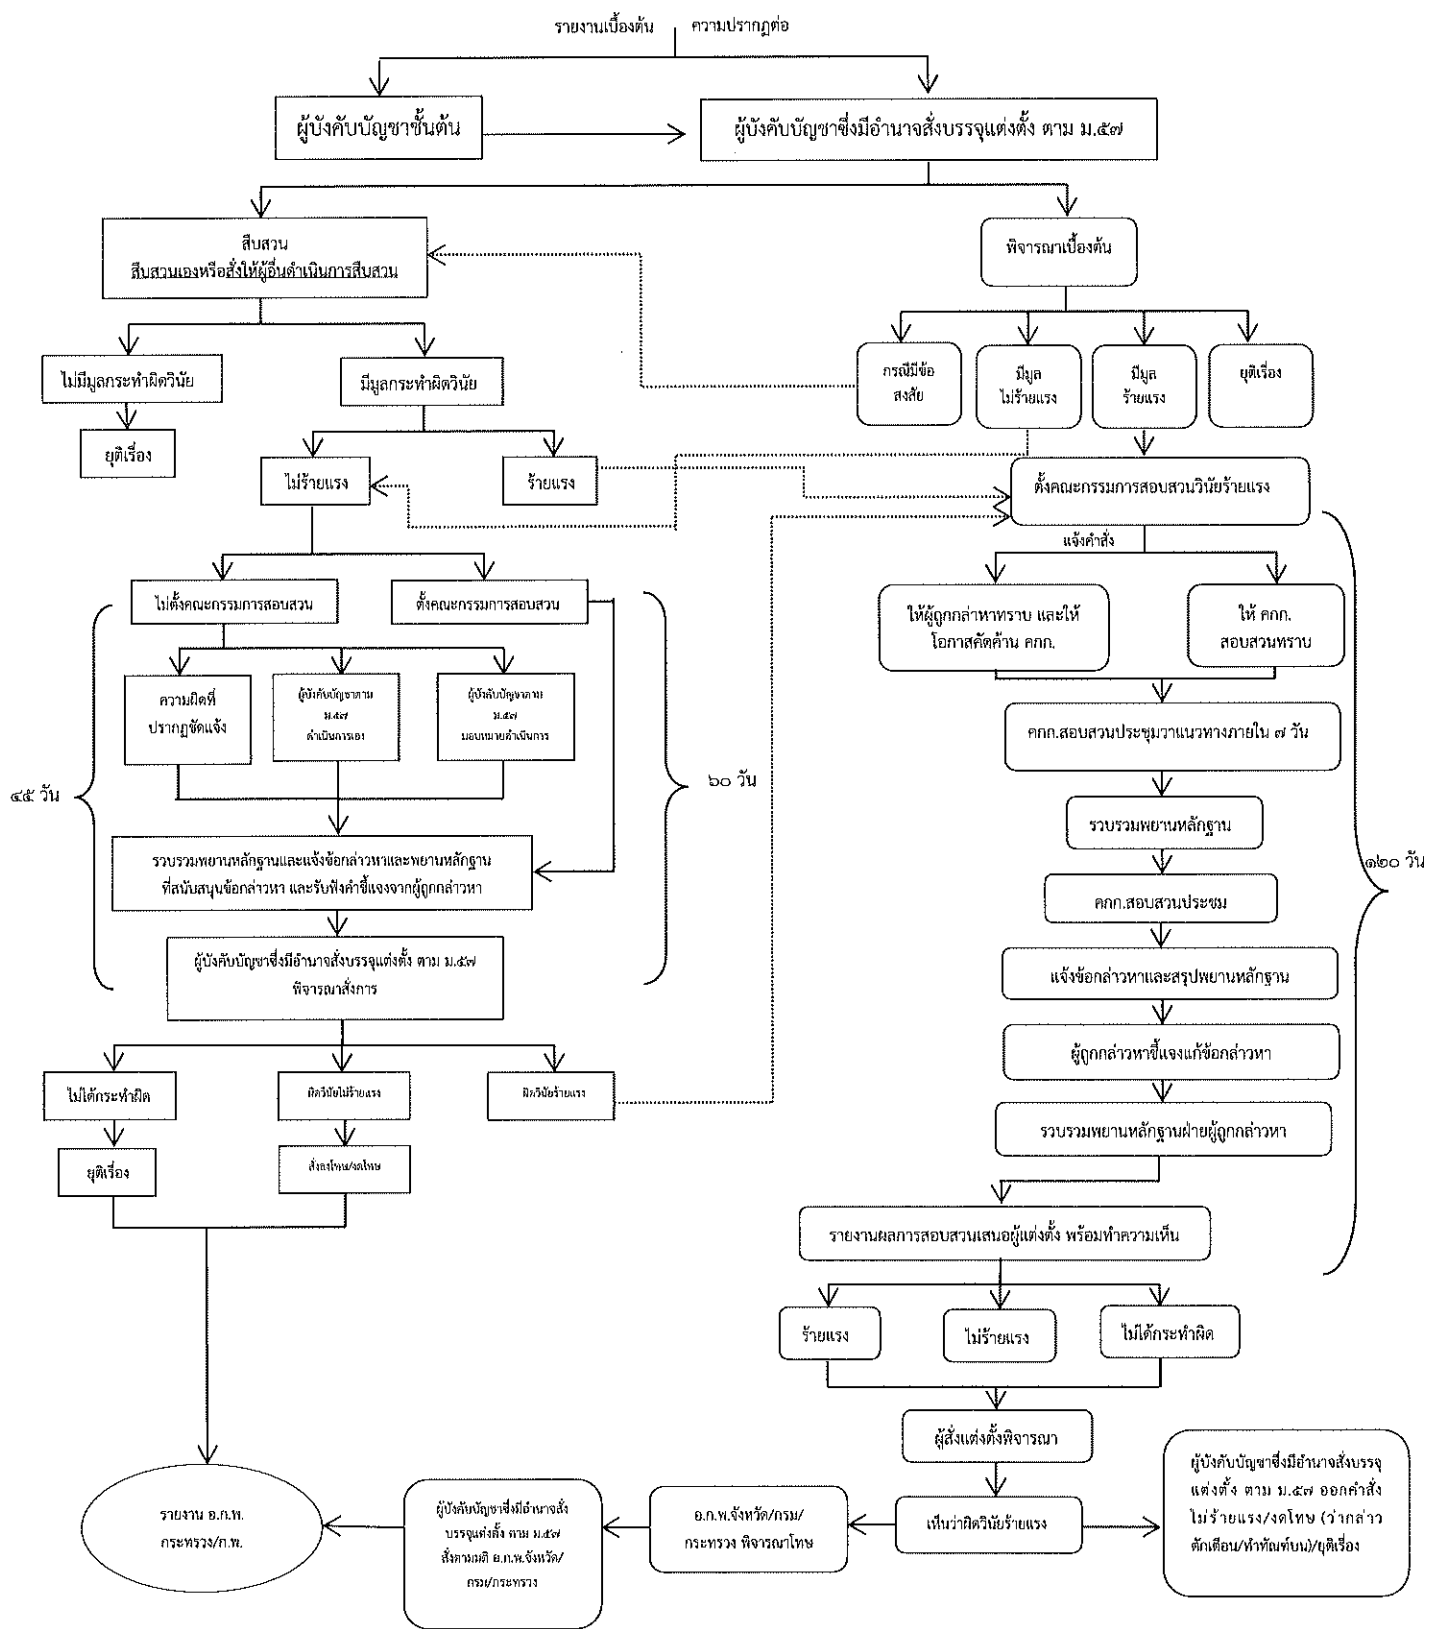 รายงานเบื้องต้น ความปรากฏต่อ
ผู้บังคับบัญชาชั้นต้น
ผู้บังคับบัญชาซึ่งมีอำนาจสั่งบรรจุแต่งตั้ง ตาม ม.๕๗
สืบสวน
สืบสวนเองหรือสั่งให้ผู้อื่นดำเนินการสืบสวน
พิจารณาเบื้องต้น
ไม่มีมูลกระทำผิดวินัย
มีมูลกระทำผิดวินัย
กรณีมีข้อ
สงสัย
มีมูล
ไม่ร้ายแรง
มีมูล
ร้ายแรง
ยุติเรื่อง
ยุติเรื่อง
ไม่ร้ายแรง
ร้ายแรง
ตั้งคณะกรรมการสอบสวนวินัยร้ายแรง
แจ้งคำสั่ง
ไม่ตั้งคณะกรรมการสอบสวน
ตั้งคณะกรรมการสอบสวน
ให้ผู้ถูกกล่าหาทราบ และให้
โอกาสคัดค้าน คกก.
ให้ คกก.
สอบสวนทราบ
ความผิดที่
ปรากฏชัดแจ้ง
ผู้บังคับบัญชาตาม
ม.๕๗
ดำเนินการเอง
ผู้บังคับบัญชาตาม
ม.๕๗
มอบหมายดำเนินการ
คกก.สอบสวนประชุมวาแนวทางภายใน ๗ วัน
๔๕ วัน
๖๐ วัน
รวบรวมพยานหลักฐาน
๑๒๐ วัน
รวบรวมพยานหลักฐานและแจ้งข้อกล่าวหาและพยานหลักฐาน
ที่สนับสนุนข้อกล่าวหา และรับฟังคำชี้แจงจากผู้ถูกกล่าวหา
คกก.สอบสวนประชม
ผู้บังคับบัญชาซึ่งมีอำนาจสั่งบรรจุแต่งตั้ง ตาม ม.๕๗
พิจารณาสั่งการ
แจ้งข้อกล่าวหาและสรุปพยานหลักฐาน
ผู้ถูกกล่าวหาชี้แจงแก้ข้อกล่าวหา
ไม่ได้กระทำผิด
ผิดวินัยไม่ร้ายแรง
ผิดวินัยร้ายแรง
รวบรวมพยานหลักฐานฝ่ายผู้ถูกกล่าวหา
ยุติเรื่อง
สั่งลงโทษ/งดโทษ
รายงานผลการสอบสวนเสนอผู้แต่งตั้ง พร้อมทำความเห็น
ร้ายแรง
ไม่ร้ายแรง
ไม่ได้กระทำผิด
ผู้สั่งแต่งตั้งพิจารณา
รายงาน อ.ก.พ.
กระทรวง/ก.พ.
ผู้บังคับบัญชาซึ่งมีอำนาจสั่ง
บรรจุแต่งตั้ง ตาม ม.๕๗
สั่งตามมติ อ.ก.พ.จังหวัด/
กรม/กระทรวง
อ.ก.พ.จังหวัด/กรม/
กระทรวง พิจารณาโทษ
เห็นว่าผิดวินัยร้ายแรง
ผู้บังคับบัญชาซึ่งมีอำนาจสั่งบรรจุ
แต่งตั้ง ตาม ม.๕๗ ออกคำสั่ง
ไม่ร้ายแรง/งดโทษ (ว่ากล่าว
ตักเตือน/ทำทัณฑ์บน)/ยุติเรื่อง